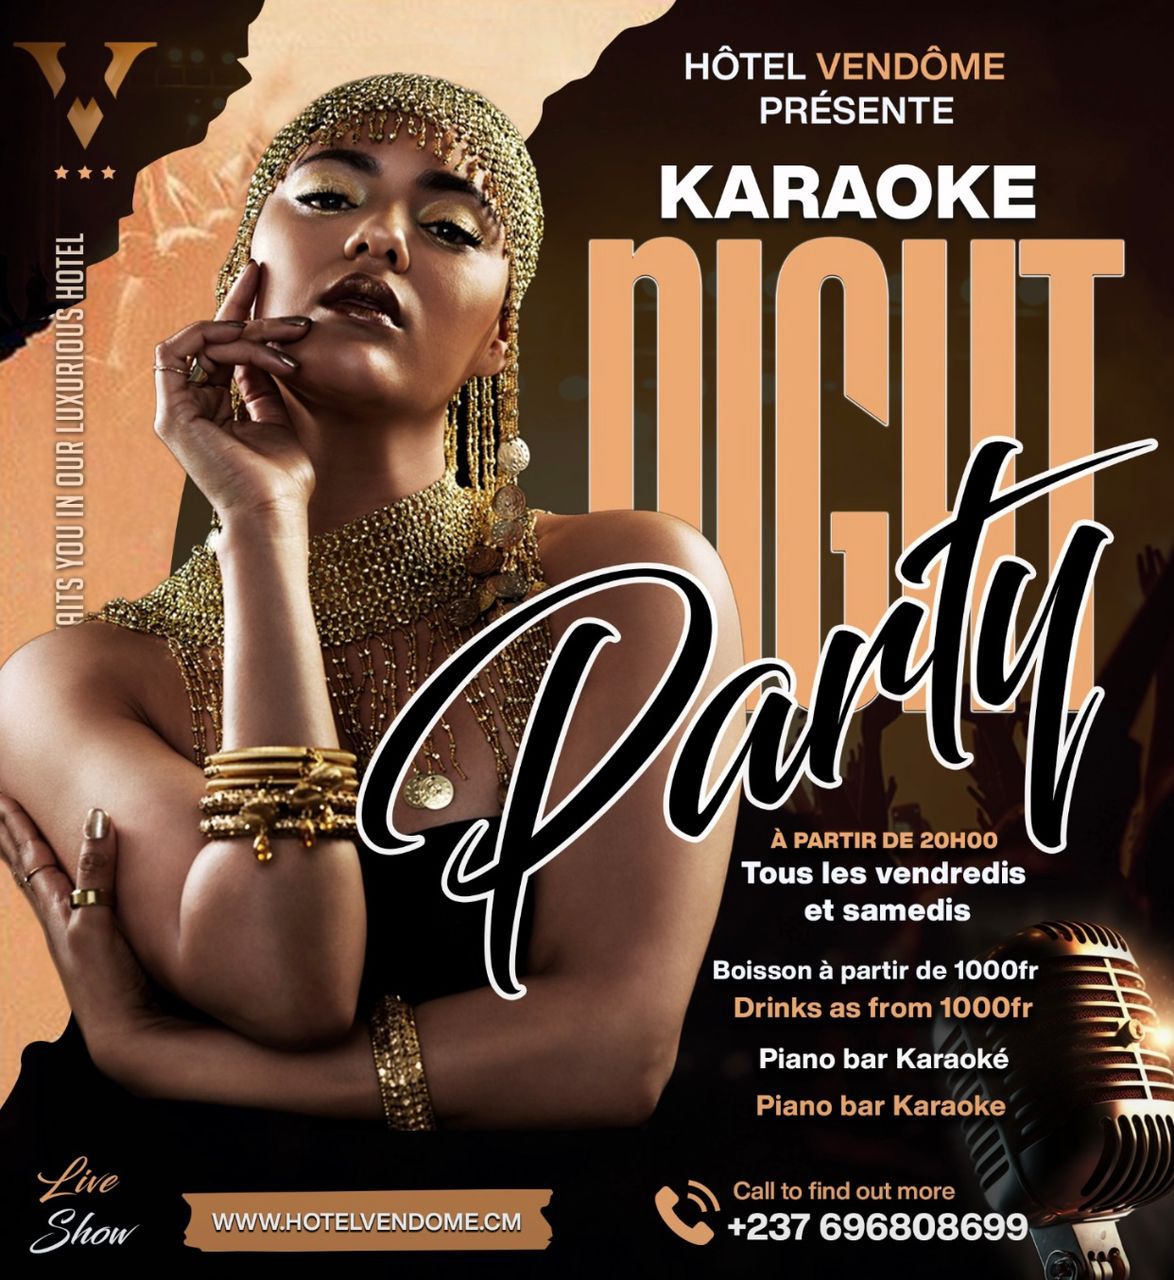 HÔTEL VENDÔME
PRÉSENTE
KARAOKE
NIGHT
Party
YOU IN OUR LUXURIOUS HOTEL
À PARTIR DE 20H00
Tous les vendredis
et samedis
Boisson à partir de 1000fr
Drinks as from 1000fr
Piano bar Karaoké
Piano bar Karaoke
Live
Show
WWW.HOTELVENDOME.CM
Call to find out more
+237 696808699